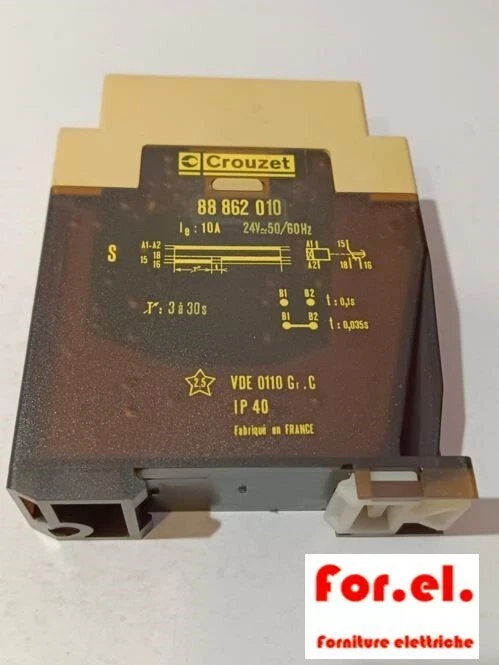 Crouzet
88 862 010
Ie : 10A 24V~50/60Hz
S
A1-A2
18
15
16
A1
A2
15
18 16
T : 3 à 30s
B1 B2
t : 0,1s
B1 B2
t : 0,035s
2,5
VDE 0110 Gr.C
IP 40
Fabriqué en FRANCE
for.el.
Forniture elettriche